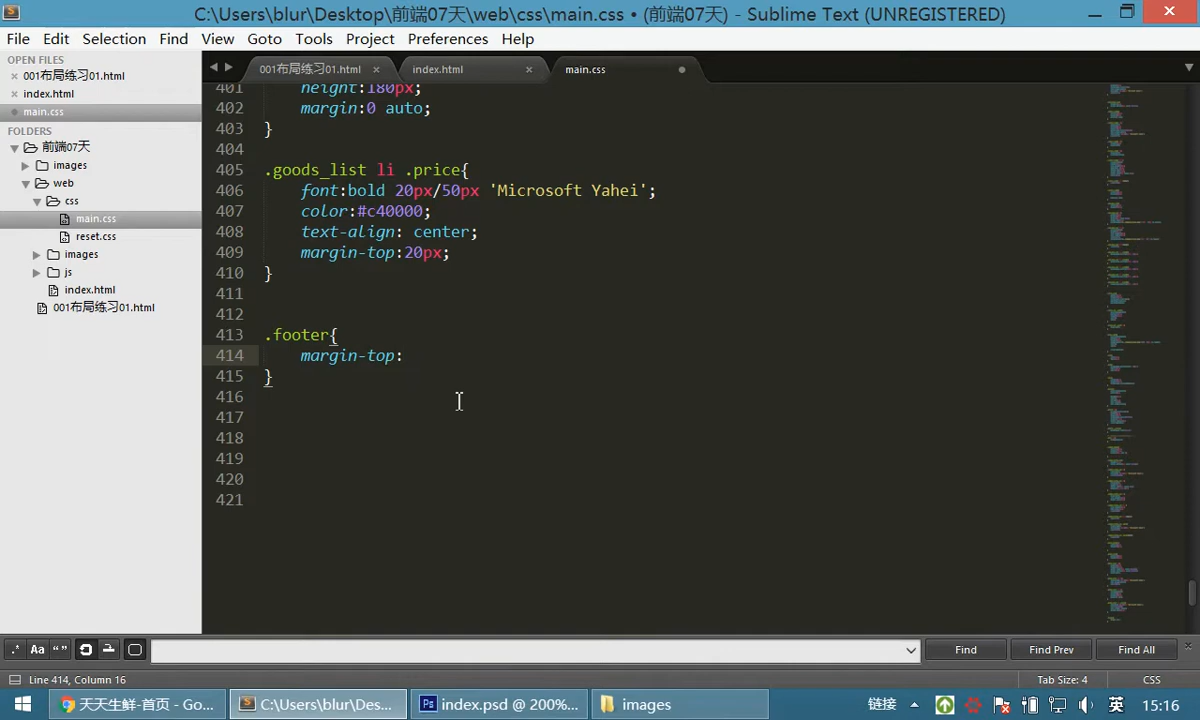 C:\Users\blur\Desktop\前端07天\web\css\main.css • (前端07天) - Sublime Text (UNREGISTERED)
File Edit Selection Find View Goto Tools Project Preferences Help
OPEN FILES
001布局练习01.html
index.html
main.css
FOLDERS
前端07天
images
web
css
main.css
reset.css
images
js
index.html
001布局练习01.html
001布局练习01.html index.html main.css
401 height:180px;
402 margin:0 auto;
403 }
404
405 .goods_list li .price{
406 font:bold 20px/50px 'Microsoft Yahei';
407 color:#c40000;
408 text-align: center;
409 margin-top:20px;
410 }
411
412
413 .footer{
414 margin-top:
415 }
416
417
418
419
420
421
.* Aa “ ” Find Find Prev Find All
Line 414, Column 16 Tab Size: 4 CSS
天天生鲜-首页 - Go... C:\Users\blur\Des... index.psd @ 200%... images 链接 英 15:16